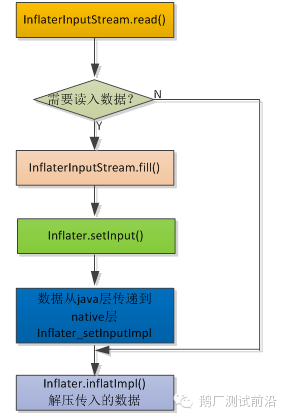 InflaterInputStream.read()
需要读入数据?
N
Y
InflaterInputStream.fill()
Inflater.setInput()
数据从java层传递到
native层
Inflater_setInputImpl
Inflater.inflatImpl()
解压传入的数据
鹅厂测试前沿